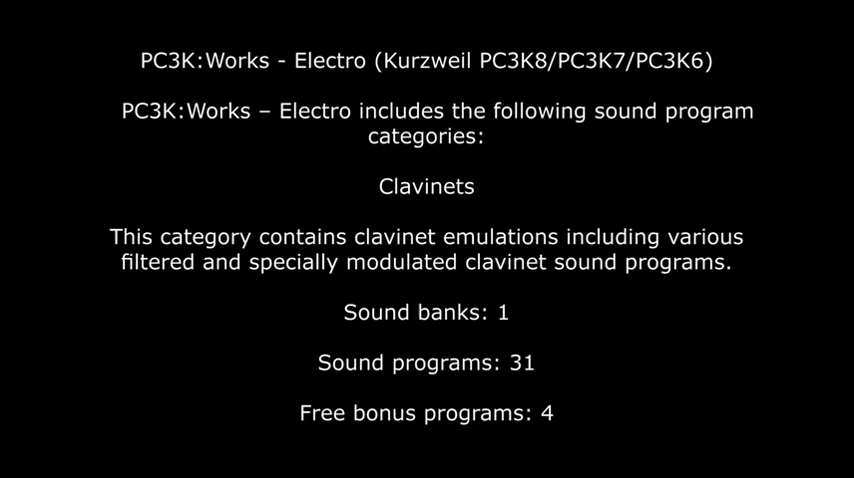 PC3K:Works - Electro (Kurzweil PC3K8/PC3K7/PC3K6)
PC3K:Works – Electro includes the following sound program
categories:
Clavinets
This category contains clavinet emulations including various
filtered and specially modulated clavinet sound programs.
Sound banks: 1
Sound programs: 31
Free bonus programs: 4